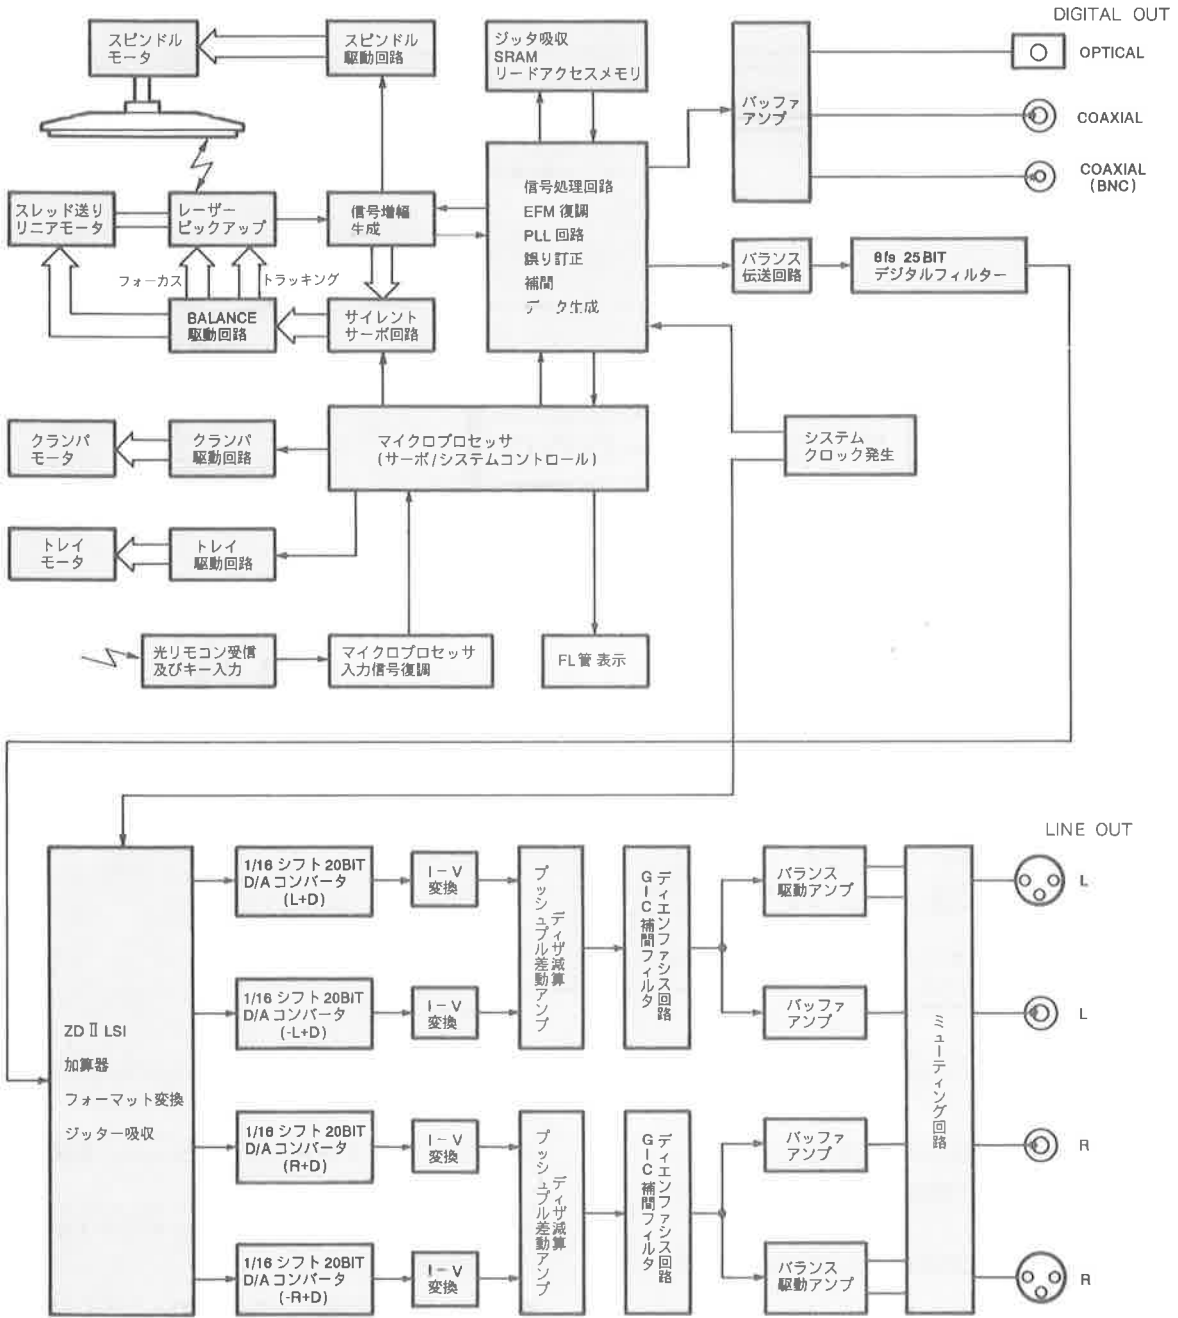 DIGITAL OUT
スピンドル
モータ
スピンドル
駆動回路
ジッタ吸収
SRAM
リードアクセスメモリ
バッファ
アンプ
OPTICAL
COAXIAL
COAXIAL
(BNC)
スレッド送り
リニアモータ
レーザー
ピックアップ
信号増幅
生成
信号処理回路
EFM 復調
PLL 回路
誤り訂正
補間
データ生成
バランス
伝送回路
8fs 25BIT
デジタルフィルター
フォーカス
トラッキング
BALANCE
駆動回路
サイレント
サーボ回路
クランパ
モータ
クランパ
駆動回路
マイクロプロセッサ
(サーボ/システムコントロール)
システム
クロック発生
トレイ
モータ
トレイ
駆動回路
光リモコン受信
及びキー入力
マイクロプロセッサ
入力信号復調
FL管 表示
LINE OUT
ZD II LSI
加算器
フォーマット変換
ジッター吸収
1/16 シフト 20BIT
D/A コンバータ
(L+D)
I-V
変換
1/16 シフト 20BIT
D/A コンバータ
(-L+D)
I-V
変換
ディザ減算
プッシュプル差動アンプ
ディエンファシス回路
GIC 補間フィルタ
バランス
駆動アンプ
バッファ
アンプ
L
L
1/16 シフト 20BIT
D/A コンバータ
(R+D)
I-V
変換
1/16 シフト 20BIT
D/A コンバータ
(-R+D)
I-V
変換
ディザ減算
プッシュプル差動アンプ
ディエンファシス回路
GIC 補間フィルタ
バッファ
アンプ
バランス
駆動アンプ
ミューティング回路
R
R